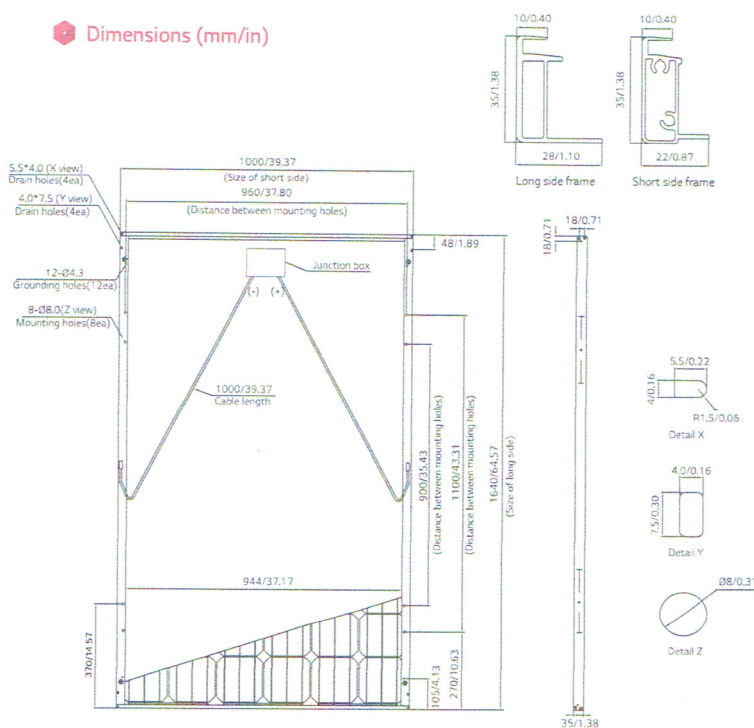 Dimensions (mm/in)
10/0.40
35/1.38
28/1.10
Long side frame
10/0.40
35/1.38
22/0.87
Short side frame
1000/39.37
(Size of short side)
960/37.80
(Distance between mounting holes)
5.5*4.0 (X view)
Drain holes(4ea)
4.0*7.5 (Y view)
Drain holes(4ea)
12-Ø4.3
Grounding holes(12ea)
8-Ø8.0(Z view)
Mounting holes(8ea)
48/1.89
Junction box
(-) (+)
1000/39.37
Cable length
900/35.43
(Distance between mounting holes)
1100/43.31
(Distance between mounting holes)
1640/64.57
(Size of long side)
944/37.17
370/14.57
105/4.13
270/10.63
18/0.71
18/0.71
35/1.38
5.5/0.22
4/0.16
R1.5/0.06
Detail X
4.0/0.16
7.5/0.30
Detail Y
Ø8/0.31
Detail Z